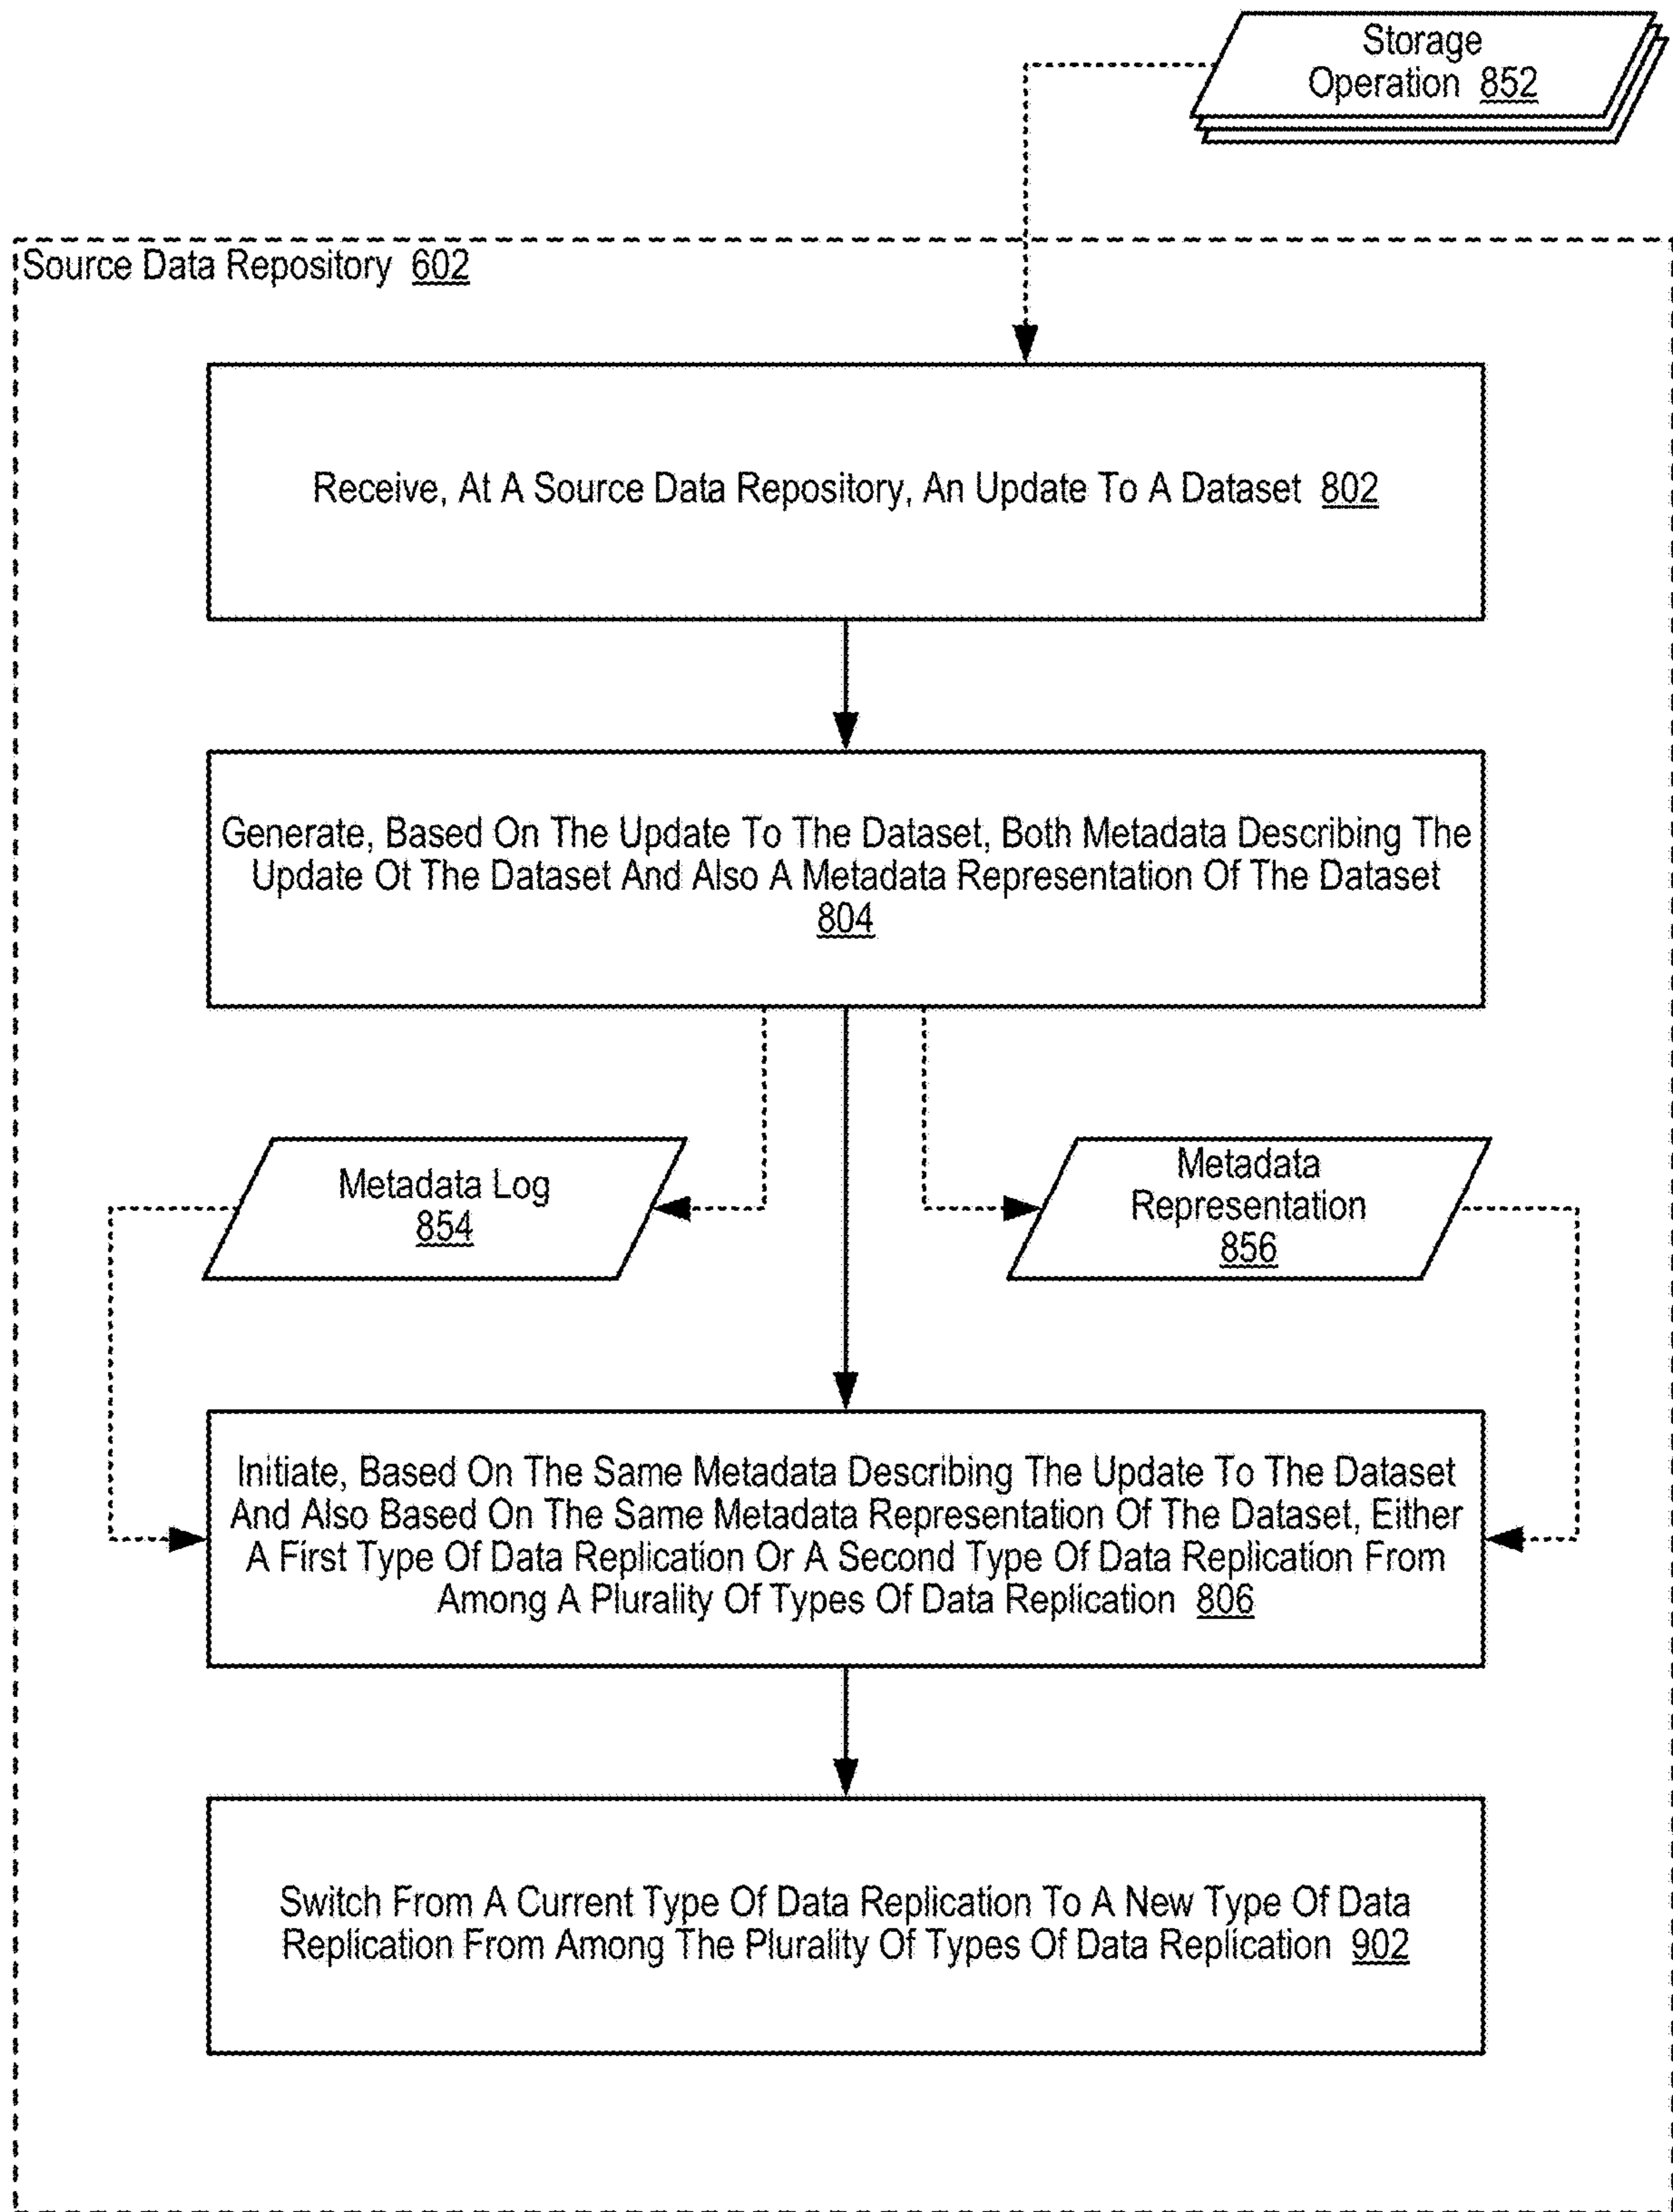 Storage
Operation 852
Source Data Repository 602
Receive, At A Source Data Repository, An Update To A Dataset 802
Generate, Based On The Update To The Dataset, Both Metadata Describing The
Update Ot The Dataset And Also A Metadata Representation Of The Dataset
804
Metadata Log
854
Metadata
Representation
856
Initiate, Based On The Same Metadata Describing The Update To The Dataset
And Also Based On The Same Metadata Representation Of The Dataset, Either
A First Type Of Data Replication Or A Second Type Of Data Replication From
Among A Plurality Of Types Of Data Replication 806
Switch From A Current Type Of Data Replication To A New Type Of Data
Replication From Among The Plurality Of Types Of Data Replication 902